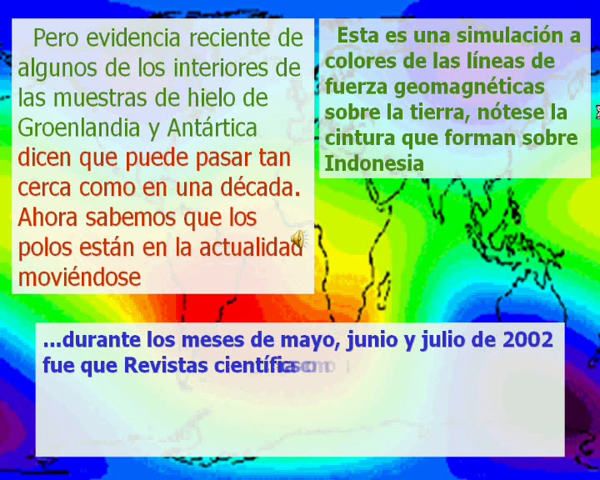 Pero evidencia reciente de
algunos de los interiores de
las muestras de hielo de
Groenlandia y Antártica
dicen que puede pasar tan
cerca como en una década.
Ahora sabemos que los
polos están en la actualidad
moviéndose
Esta es una simulación a
colores de las líneas de
fuerza geomagnéticas
sobre la tierra, nótese la
cintura que forman sobre
Indonesia
...durante los meses de mayo, junio y julio de 2002
fue que Revistas